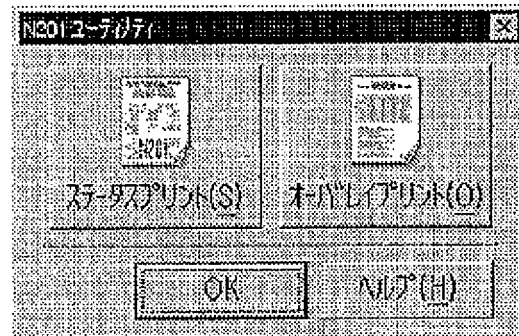 N201ユーティリティ
N201
ステータスプリント(S)
オーバレイプリント(O)
OK
ヘルプ(H)